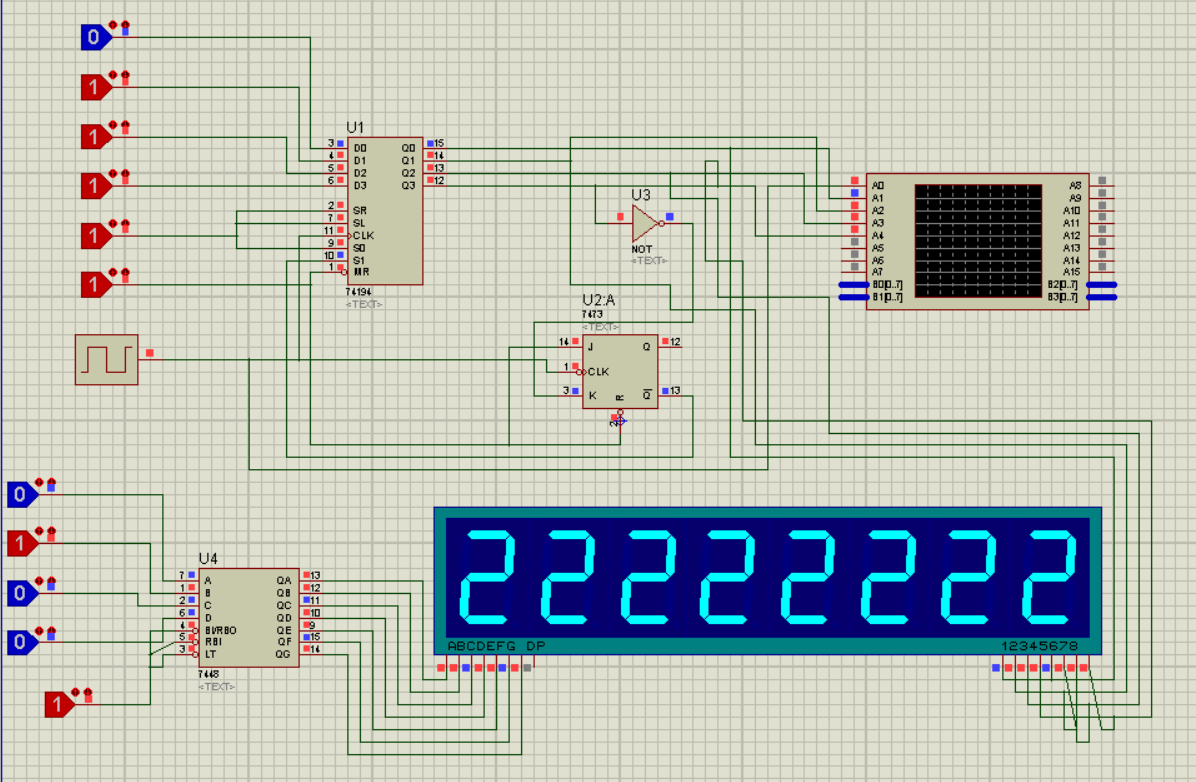 0
1
1
1
1
1
U1
3 D0 Q0 15
4 D1 Q1 14
5 D2 Q2 13
6 D3 Q3 12
2 SR
7 SL
11 CLK
9 S0
10 S1
1 MR
74194
<TEXT>
U3
NOT
<TEXT>
A0 A8
A1 A9
A2 A10
A3 A11
A4 A12
A5 A13
A6 A14
A7 A15
B0[0..7] B2[0..7]
B1[0..7] B3[0..7]
U2:A
7473
<TEXT>
14 J Q 12
1 CLK
3 K R Q 13
2
0
1
0
0
1
U4
7 A QA 13
1 B QB 12
2 C QC 11
6 D QD 10
4 BI/RBO QE 9
5 RBI QF 15
3 LT QG 14
7448
<TEXT>
22222222
ABCDEFG DP 12345678